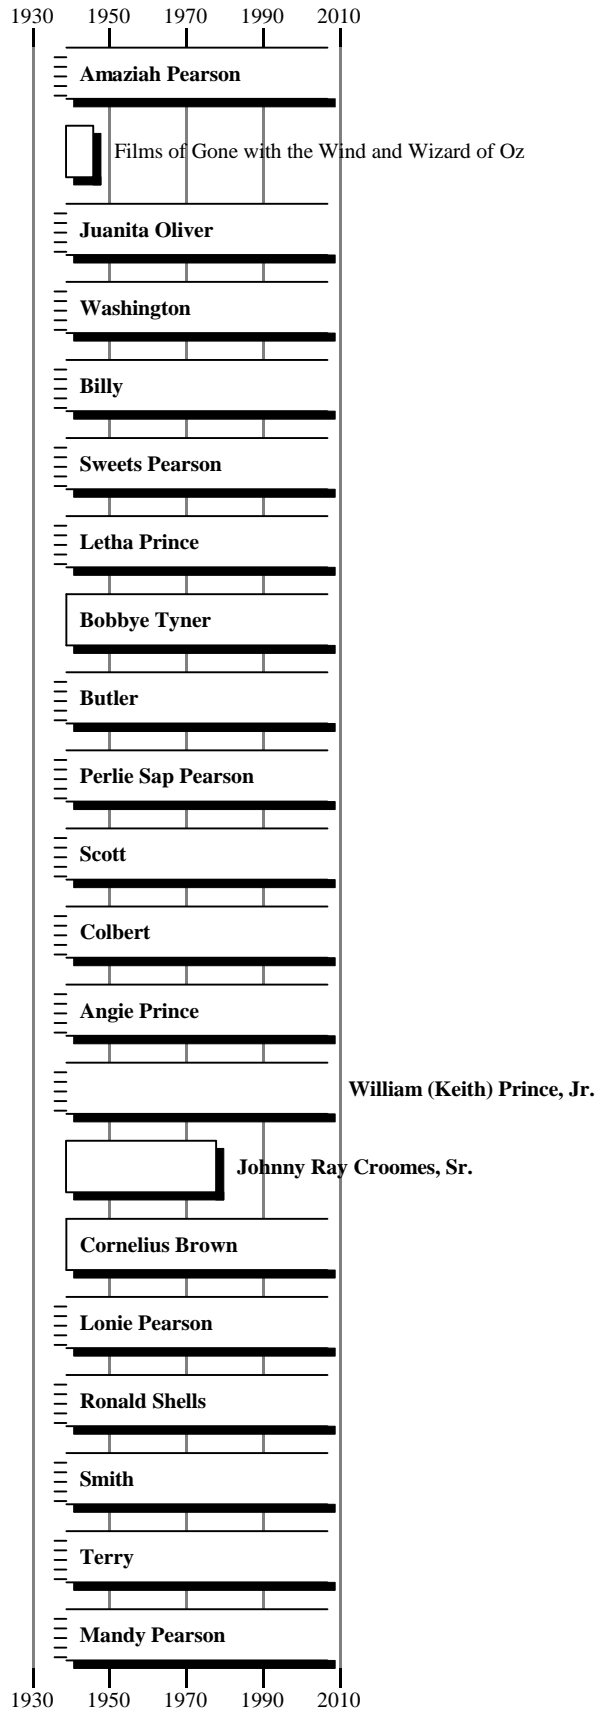 1930 1950 1970 1990 2010
Amaziah Pearson
Films of Gone with the Wind and Wizard of Oz
Juanita Oliver
Washington
Billy
Sweets Pearson
Letha Prince
Bobbye Tyner
Butler
Perlie Sap Pearson
Scott
Colbert
Angie Prince
William (Keith) Prince, Jr.
Johnny Ray Croomes, Sr.
Cornelius Brown
Lonie Pearson
Ronald Shells
Smith
Terry
Mandy Pearson
1930 1950 1970 1990 2010